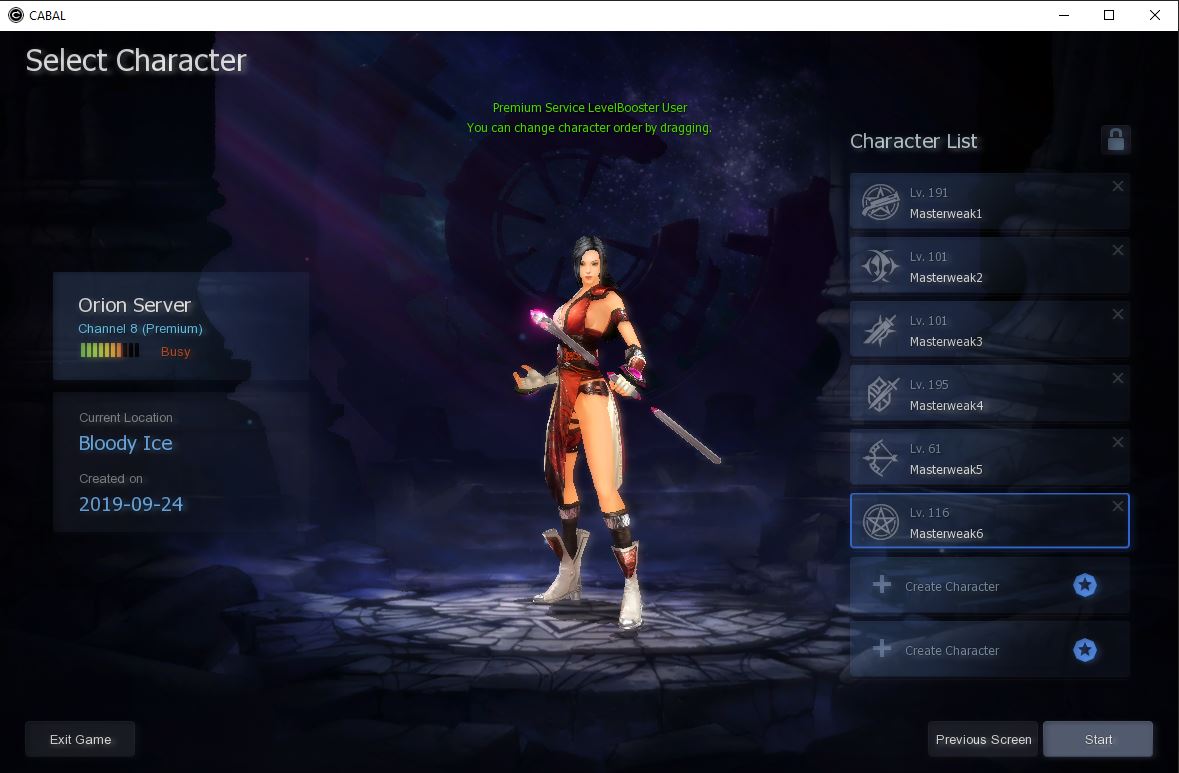 CABAL
Select Character
Premium Service LevelBooster User
You can change character order by dragging.
Orion Server
Channel 8 (Premium)
Busy
Current Location
Bloody Ice
Created on
2019-09-24
Character List
Lv. 191
Masterweak1
Lv. 101
Masterweak2
Lv. 101
Masterweak3
Lv. 195
Masterweak4
Lv. 61
Masterweak5
Lv. 116
Masterweak6
Create Character
Create Character
Exit Game
Previous Screen
Start